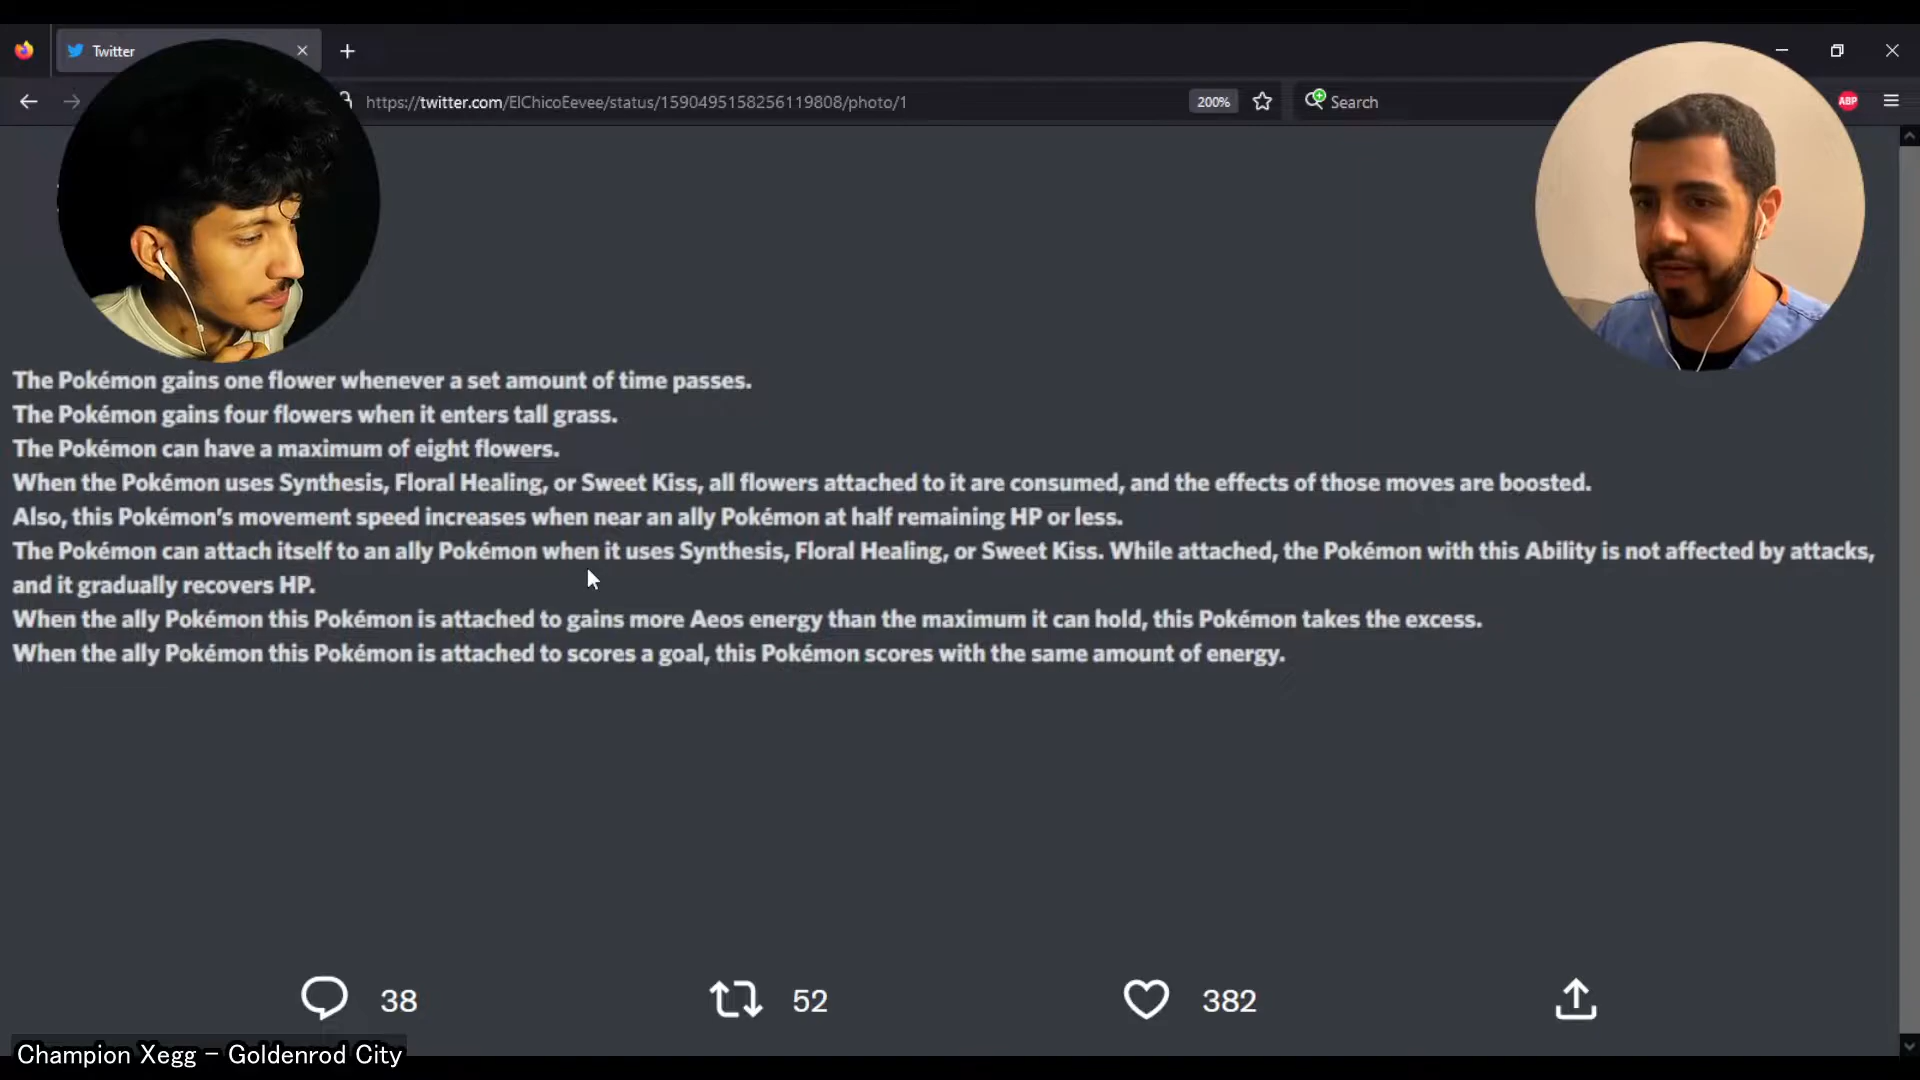 Twitter
https://twitter.com/ElChicoEevee/status/1590495158256119808/photo/1
200%
Search
ABP
The Pokémon gains one flower whenever a set amount of time passes.
The Pokémon gains four flowers when it enters tall grass.
The Pokémon can have a maximum of eight flowers.
When the Pokémon uses Synthesis, Floral Healing, or Sweet Kiss, all flowers attached to it are consumed, and the effects of those moves are boosted.
Also, this Pokémon's movement speed increases when near an ally Pokémon at half remaining HP or less.
The Pokémon can attach itself to an ally Pokémon when it uses Synthesis, Floral Healing, or Sweet Kiss. While attached, the Pokémon with this Ability is not affected by attacks,
and it gradually recovers HP.
When the ally Pokémon this Pokémon is attached to gains more Aeos energy than the maximum it can hold, this Pokémon takes the excess.
When the ally Pokémon this Pokémon is attached to scores a goal, this Pokémon scores with the same amount of energy.
38
52
382
Champion Xegg – Goldenrod City